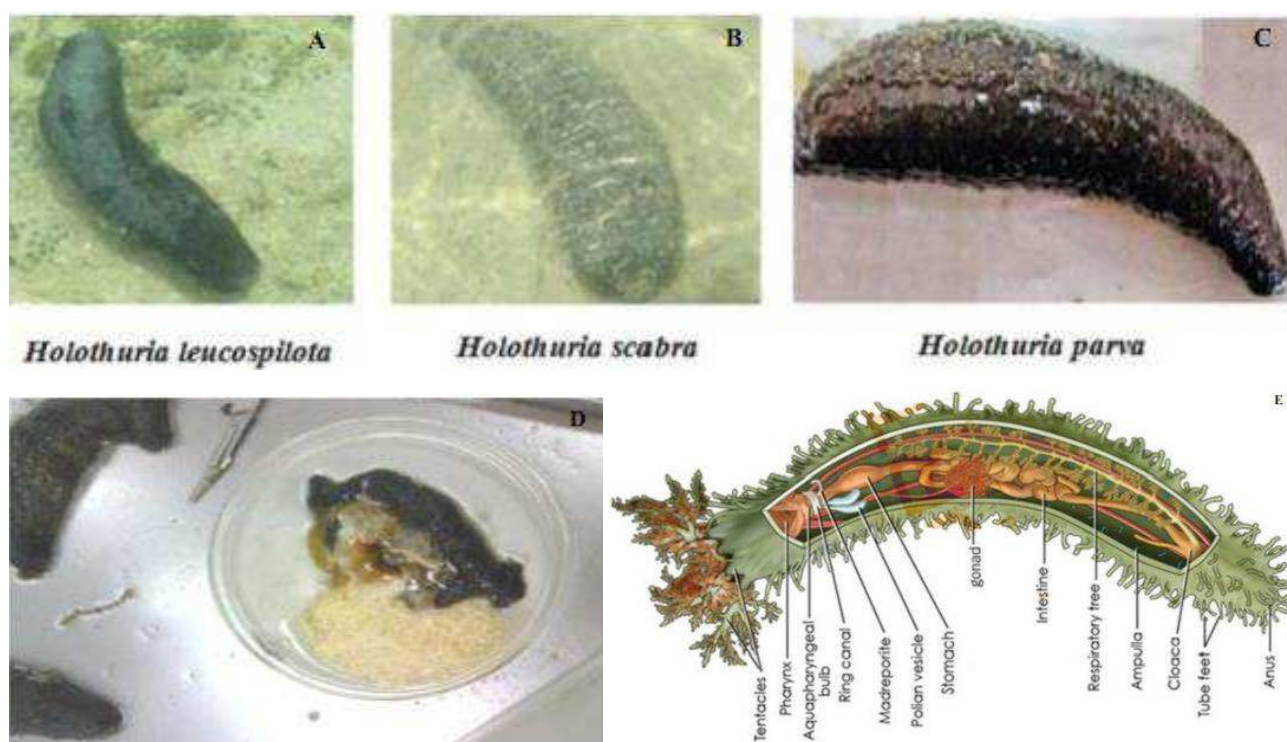 A
B
C
Holothuria leucospilota
Holothuria scabra
Holothuria parva
D
E
Tentacles
Pharynx
Aquapharyngeal
bulb
Ring canal
Madreporite
Polian vesicle
Stomach
gonad
Intestine
Respiratory tree
Ampulla
Cloaca
Tube feet
Anus